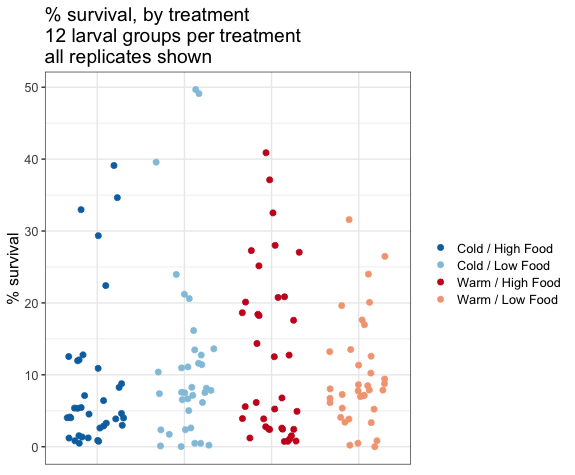 % survival, by treatment
12 larval groups per treatment
all replicates shown
50
40
30
20
10
0
% survival
Cold / High Food
Cold / Low Food
Warm / High Food
Warm / Low Food